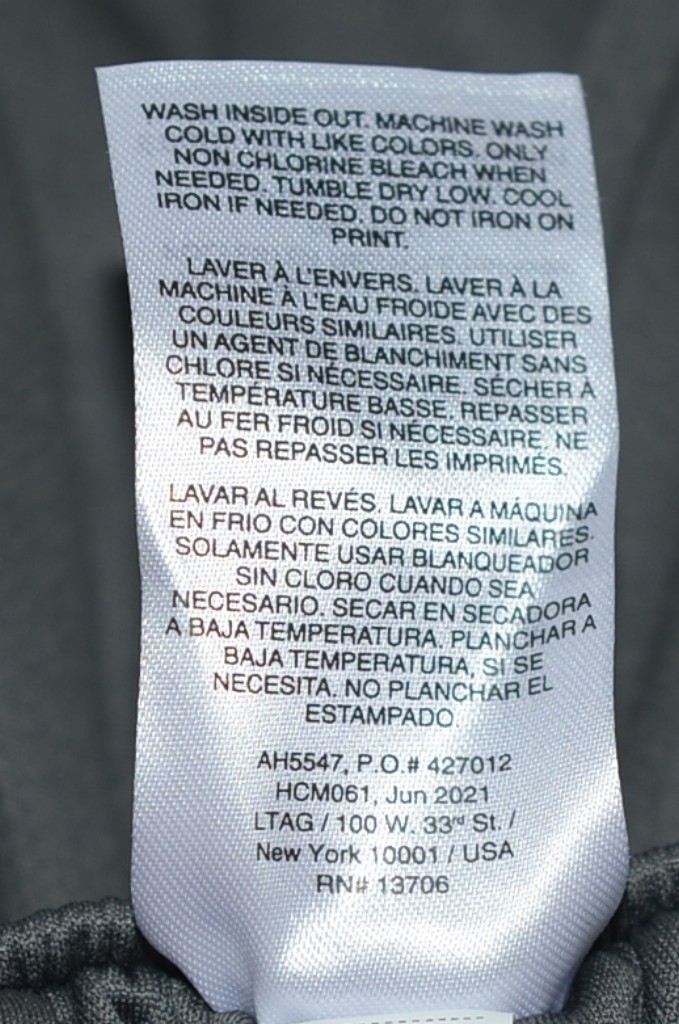 WASH INSIDE OUT. MACHINE WASH
COLD WITH LIKE COLORS. ONLY
NON CHLORINE BLEACH WHEN
NEEDED. TUMBLE DRY LOW. COOL
IRON IF NEEDED. DO NOT IRON ON
PRINT.
LAVER À L'ENVERS. LAVER À LA
MACHINE À L'EAU FROIDE AVEC DES
COULEURS SIMILAIRES. UTILISER
UN AGENT DE BLANCHIMENT SANS
CHLORE SI NÉCESSAIRE. SÉCHER À
TEMPÉRATURE BASSE. REPASSER
AU FER FROID SI NÉCESSAIRE. NE
PAS REPASSER LES IMPRIMÉS.
LAVAR AL REVÉS. LAVAR A MÁQUINA
EN FRIO CON COLORES SIMILARES.
SOLAMENTE USAR BLANQUEADOR
SIN CLORO CUANDO SEA
NECESARIO. SECAR EN SECADORA
A BAJA TEMPERATURA. PLANCHAR A
BAJA TEMPERATURA, SI SE
NECESITA. NO PLANCHAR EL
ESTAMPADO
AH5547, P.O.# 427012
HCM061, Jun 2021
LTAG / 100 W. 33rd St. /
New York 10001 / USA
RN# 13706